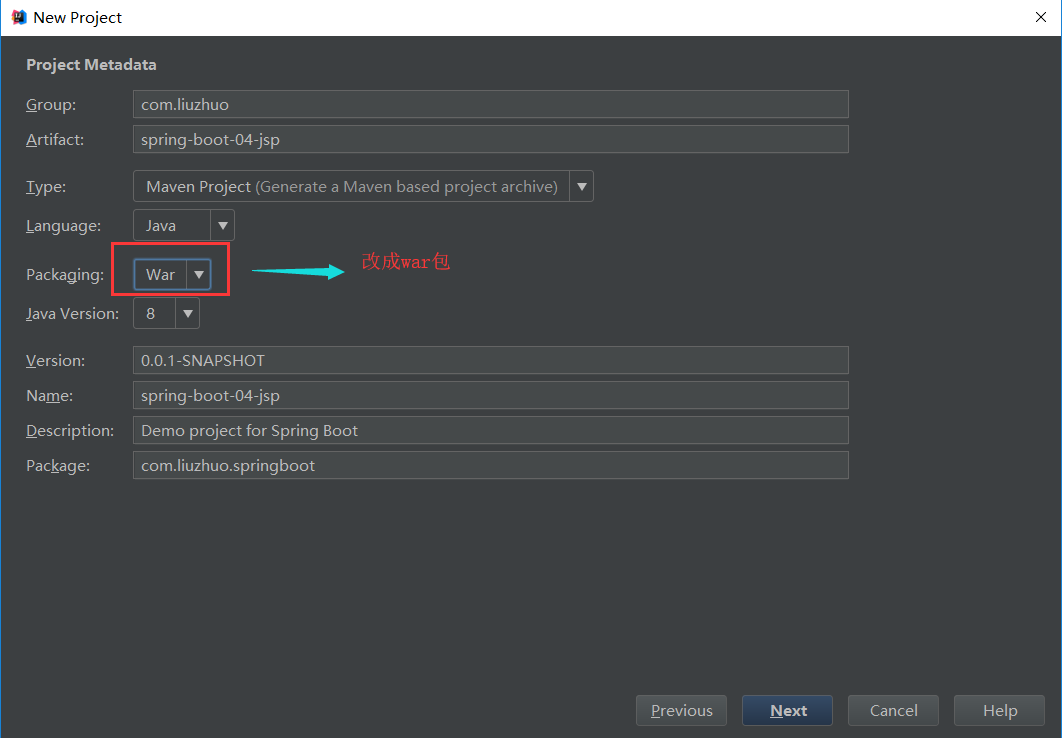 New Project
Project Metadata
Group: com.liuzhuo
Artifact: spring-boot-04-jsp
Type: Maven Project (Generate a Maven based project archive)
Language: Java
Packaging: War 改成war包
Java Version: 8
Version: 0.0.1-SNAPSHOT
Name: spring-boot-04-jsp
Description: Demo project for Spring Boot
Package: com.liuzhuo.springboot
Previous Next Cancel Help